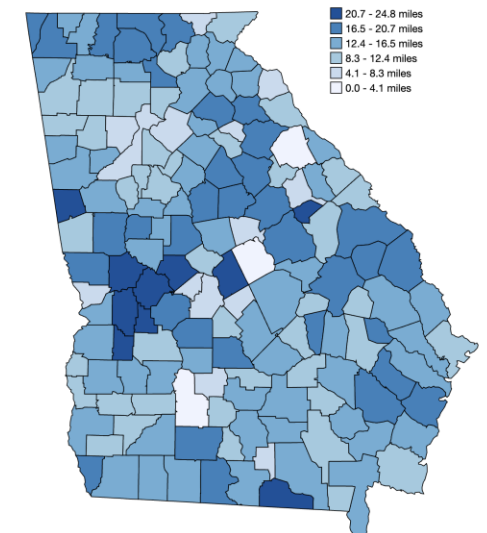 20.7 - 24.8 miles
16.5 - 20.7 miles
12.4 - 16.5 miles
8.3 - 12.4 miles
4.1 - 8.3 miles
0.0 - 4.1 miles